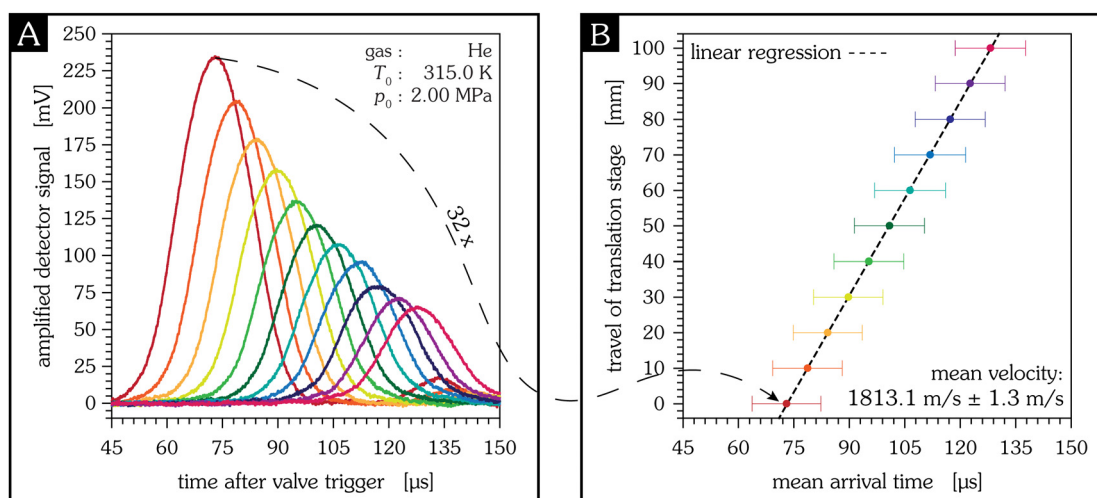 A
250
225
200
175
150
125
100
75
50
25
0
amplified detector signal [mV]
gas : He
T₀ : 315.0 K
p₀ : 2.00 MPa
32 x
45 60 75 90 105 120 135 150
time after valve trigger [µs]
B
100
90
80
70
60
50
40
30
20
10
0
travel of translation stage [mm]
linear regression
mean velocity:
1813.1 m/s ± 1.3 m/s
45 60 75 90 105 120 135 150
mean arrival time [µs]